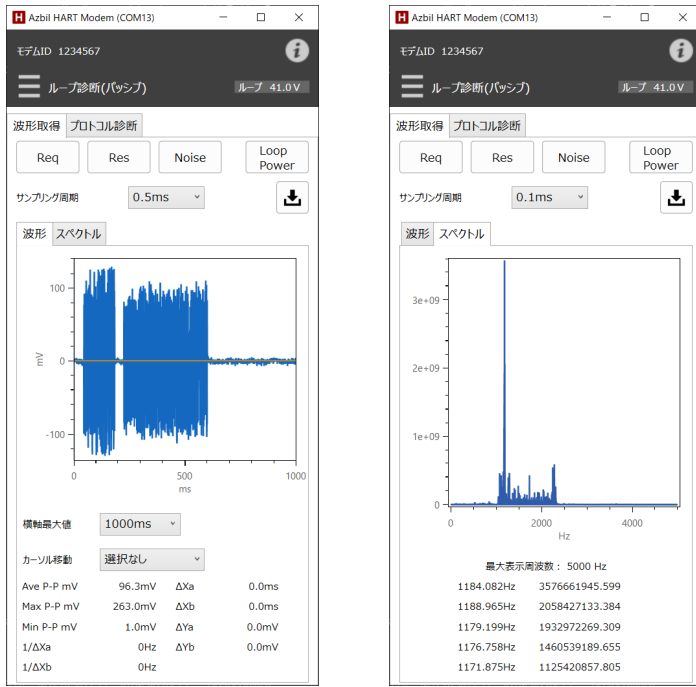 Azbil HART Modem (COM13)
モデムID 1234567
ループ診断(パッシブ)
ループ 41.0 V
波形取得 プロトコル診断
Req Res Noise Loop Power
サンプリング周期 0.5ms
波形 スペクトル
100
0
-100
mV
0 500 1000
ms
横軸最大値 1000ms
カーソル移動 選択なし
Ave P-P mV 96.3mV ΔXa 0.0ms
Max P-P mV 263.0mV ΔXb 0.0ms
Min P-P mV 1.0mV ΔYa 0.0mV
1/ΔXa 0Hz ΔYb 0.0mV
1/ΔXb 0Hz
Azbil HART Modem (COM13)
モデムID 1234567
ループ診断(パッシブ)
ループ 41.0 V
波形取得 プロトコル診断
Req Res Noise Loop Power
サンプリング周期 0.1ms
波形 スペクトル
3e+09
2e+09
1e+09
0
0 2000 4000
Hz
最大表示周波数： 5000 Hz
1184.082Hz 3576661945.599
1188.965Hz 2058427133.384
1179.199Hz 1932972269.309
1176.758Hz 1460539189.655
1171.875Hz 1125420857.805